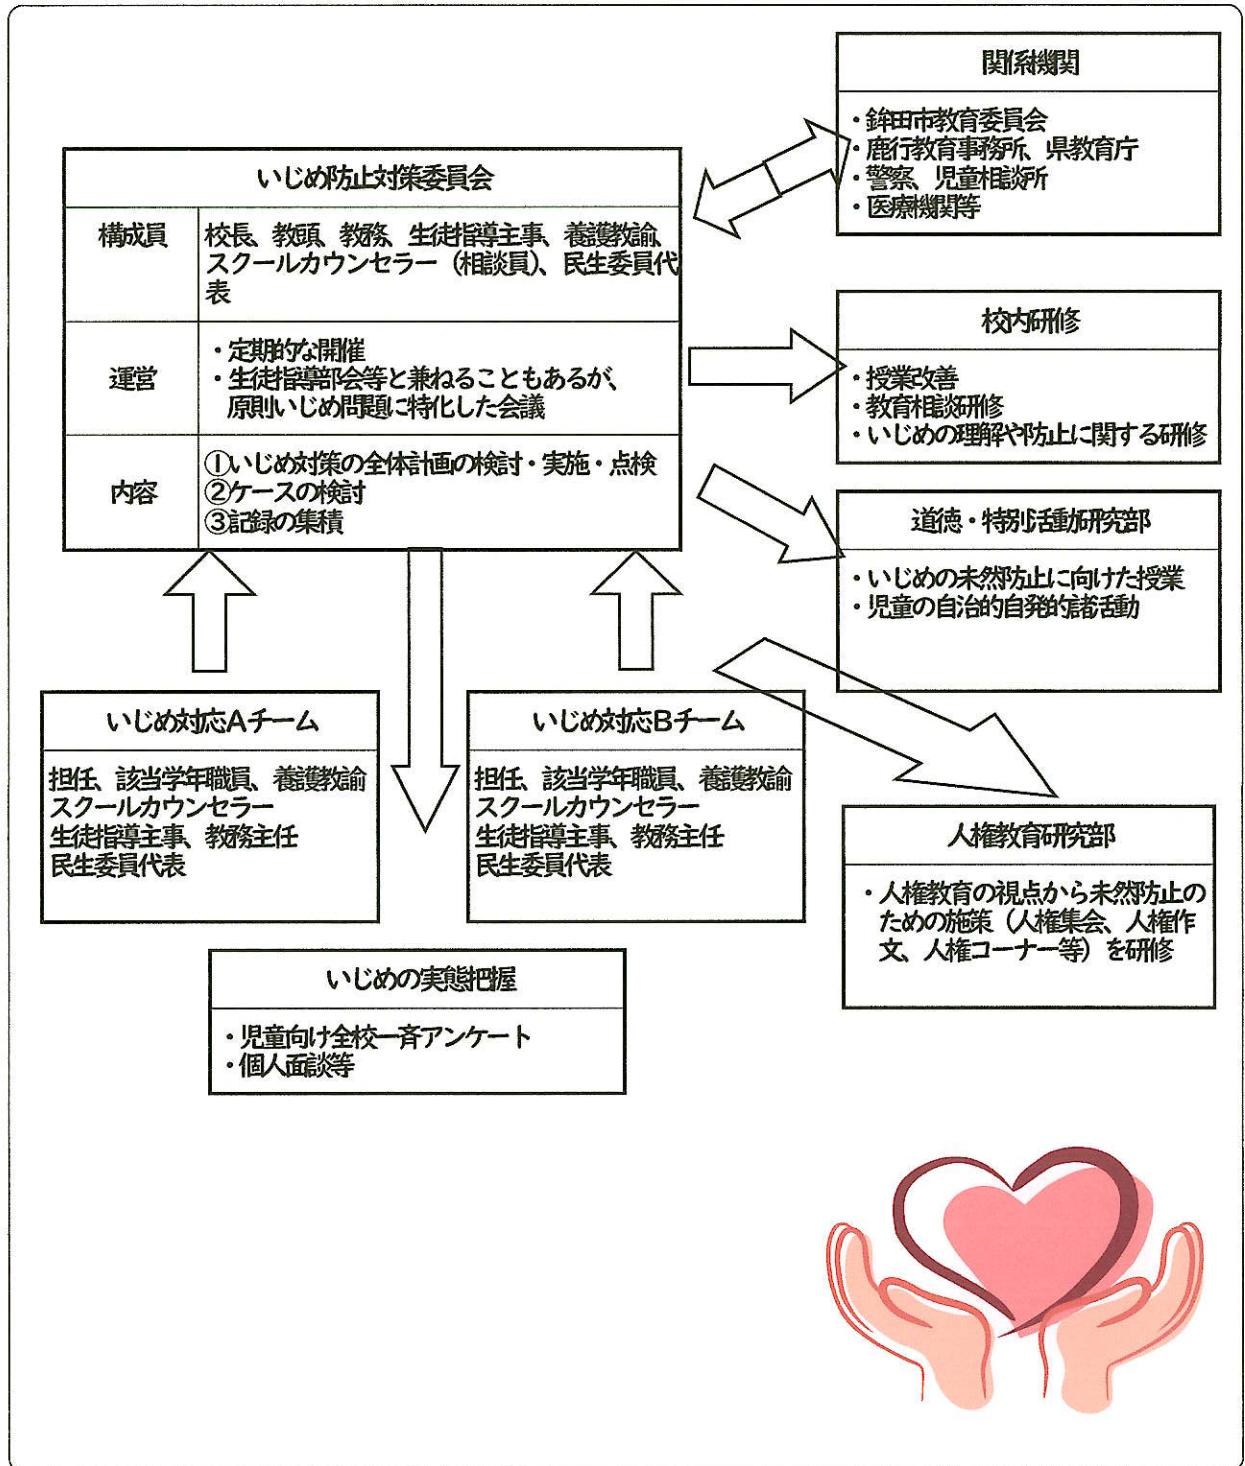 関係機関
・鉾田市教育委員会
・鹿行教育事務所、県教育庁
・警察、児童相談所
・医療機関等
いじめ防止対策委員会
構成員
校長、教頭、教務、生徒指導主事、養護教諭、
スクールカウンセラー（相談員）、民生委員代
表
運営
・定期的な開催
・生徒指導部会等と兼ねることもあるが、
原則いじめ問題に特化した会議
内容
①いじめ対策の全体計画の検討・実施・点検
②ケースの検討
③記録の集積
校内研修
・授業改善
・教育相談研修
・いじめの理解や防止に関する研修
道徳・特別活動研究部
・いじめの未然防止に向けた授業
・児童の自治的自発的諸活動
いじめ対応Aチーム
担任、該当学年職員、養護教諭
スクールカウンセラー
生徒指導主事、教務主任
民生委員代表
いじめ対応Bチーム
担任、該当学年職員、養護教諭
スクールカウンセラー
生徒指導主事、教務主任
民生委員代表
人権教育研究部
・人権教育の視点から未然防止の
ための施策（人権集会、人権作
文、人権コーナー等）を研修
いじめの実態把握
・児童向け全校一斉アンケート
・個人面談等